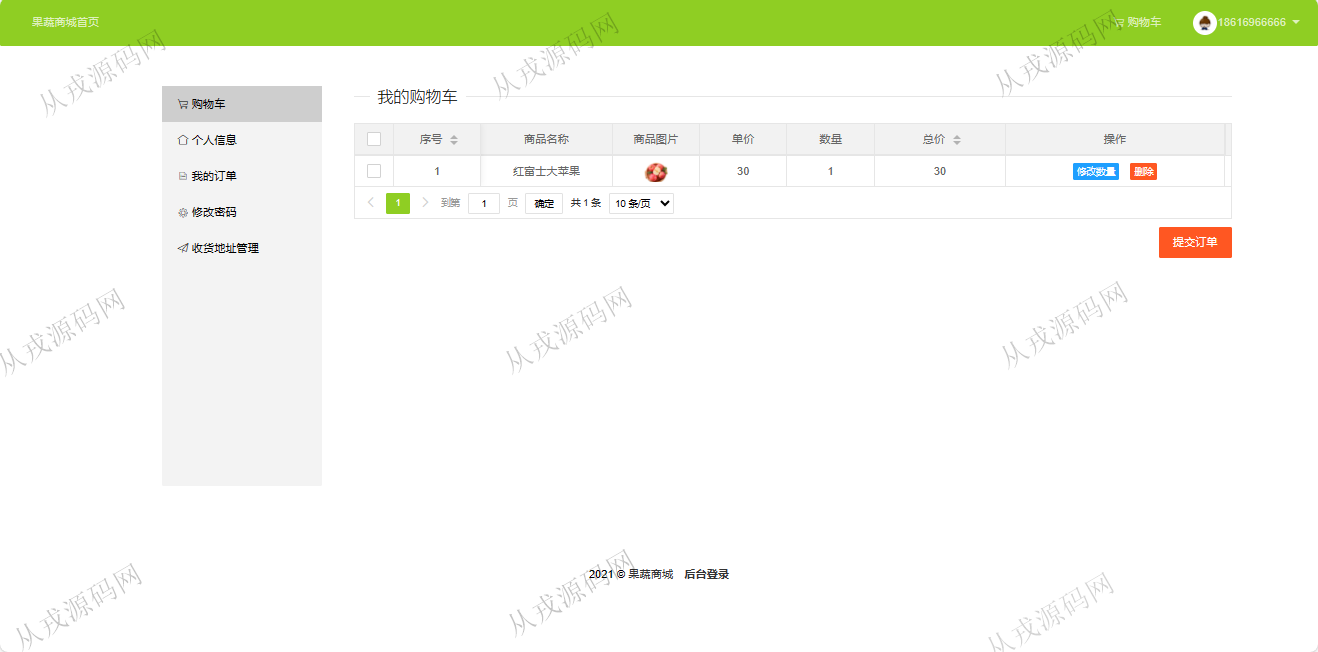 果蔬商城首页
购物车
18616966666
从戎源码网
从戎源码网
从戎源码网
购物车
个人信息
我的订单
修改密码
收货地址管理
我的购物车
序号 商品名称 商品图片 单价 数量 总价 操作
1 红富士大苹果 30 1 30 修改数量 删除
1 到第 1 页 确定 共 1 条 10 条/页
提交订单
从戎源码网
从戎源码网
从戎源码网
2021 © 果蔬商城 后台登录
从戎源码网
从戎源码网
从戎源码网